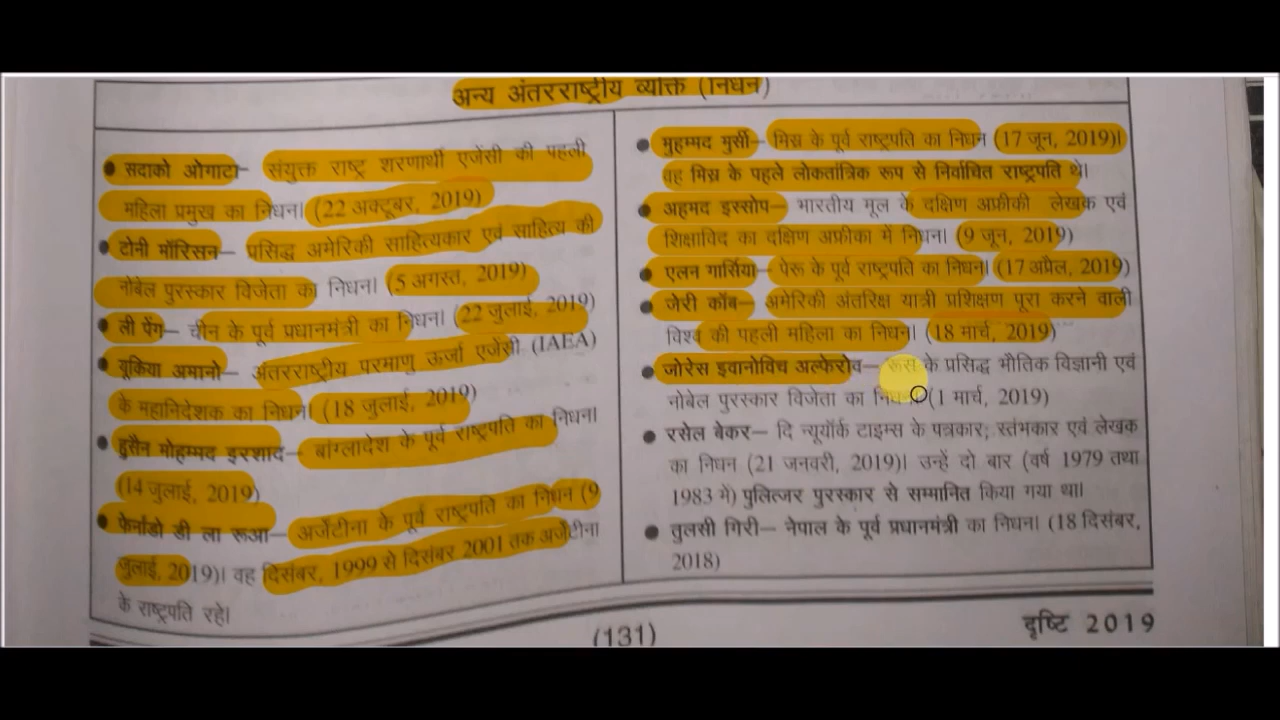 अन्य अंतरराष्ट्रीय व्यक्ति (निधन)
● सदाको ओगाटा– संयुक्त राष्ट्र शरणार्थी एजेंसी की पहली
महिला प्रमुख का निधन। (22 अक्टूबर, 2019)
● टोनी मॉरिसन– प्रसिद्ध अमेरिकी साहित्यकार एवं साहित्य की
नोबेल पुरस्कार विजेता का निधन। (5 अगस्त, 2019)
● ली पेंग– चीन के पूर्व प्रधानमंत्री का निधन। (22 जुलाई, 2019)
● यूकिया अमानो– अंतरराष्ट्रीय परमाणु ऊर्जा एजेंसी (IAEA)
के महानिदेशक का निधन। (18 जुलाई, 2019)
● हुसैन मोहम्मद इरशाद– बांग्लादेश के पूर्व राष्ट्रपति का निधन।
(14 जुलाई, 2019)
● फेर्नांडो डी ला रूआ– अर्जेंटीना के पूर्व राष्ट्रपति का निधन (9
जुलाई, 2019)। वह दिसंबर, 1999 से दिसंबर 2001 तक अर्जेंटीना
के राष्ट्रपति रहे।
● मुहम्मद मुर्सी– मिस्र के पूर्व राष्ट्रपति का निधन (17 जून, 2019)।
वह मिस्र के पहले लोकतांत्रिक रूप से निर्वाचित राष्ट्रपति थे।
● अहमद इस्सोप– भारतीय मूल के दक्षिण अफ्रीकी लेखक एवं
शिक्षाविद का दक्षिण अफ्रीका में निधन। (9 जून, 2019)
● एलन गार्सिया– पेरू के पूर्व राष्ट्रपति का निधन। (17 अप्रैल, 2019)
● जेरी कॉब– अमेरिकी अंतरिक्ष यात्री प्रशिक्षण पूरा करने वाली
विश्व की पहली महिला का निधन। (18 मार्च, 2019)
● जोरेस इवानोविच अल्फेरोव– रूस के प्रसिद्ध भौतिक विज्ञानी एवं
नोबेल पुरस्कार विजेता का निधन। (1 मार्च, 2019)
● रसेल बेकर– दि न्यूयॉर्क टाइम्स के पत्रकार, स्तंभकार एवं लेखक
का निधन (21 जनवरी, 2019)। उन्हें दो बार (वर्ष 1979 तथा
1983 में) पुलित्जर पुरस्कार से सम्मानित किया गया था।
● तुलसी गिरी– नेपाल के पूर्व प्रधानमंत्री का निधन। (18 दिसंबर,
2018)
(131)
दृष्टि 2019